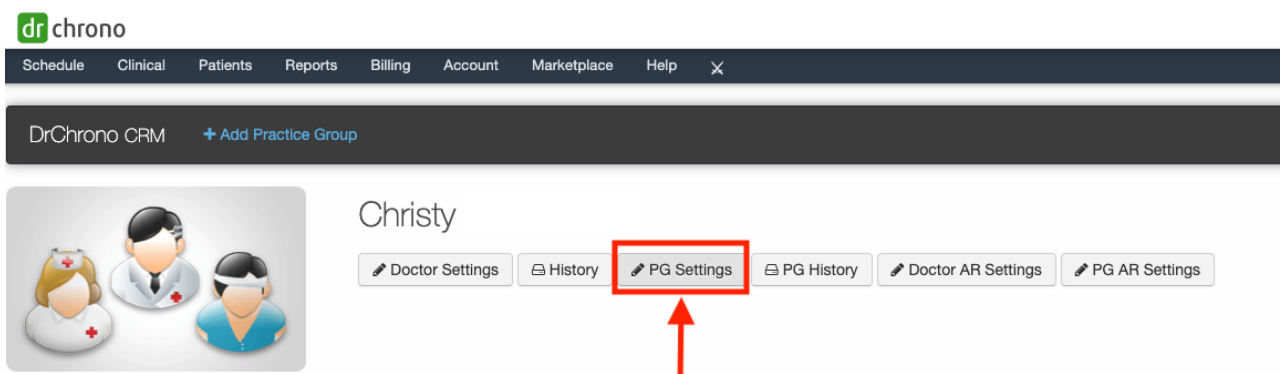 dr chrono
Schedule Clinical Patients Reports Billing Account Marketplace Help
DrChrono CRM + Add Practice Group
Christy
Doctor Settings History PG Settings PG History Doctor AR Settings PG AR Settings